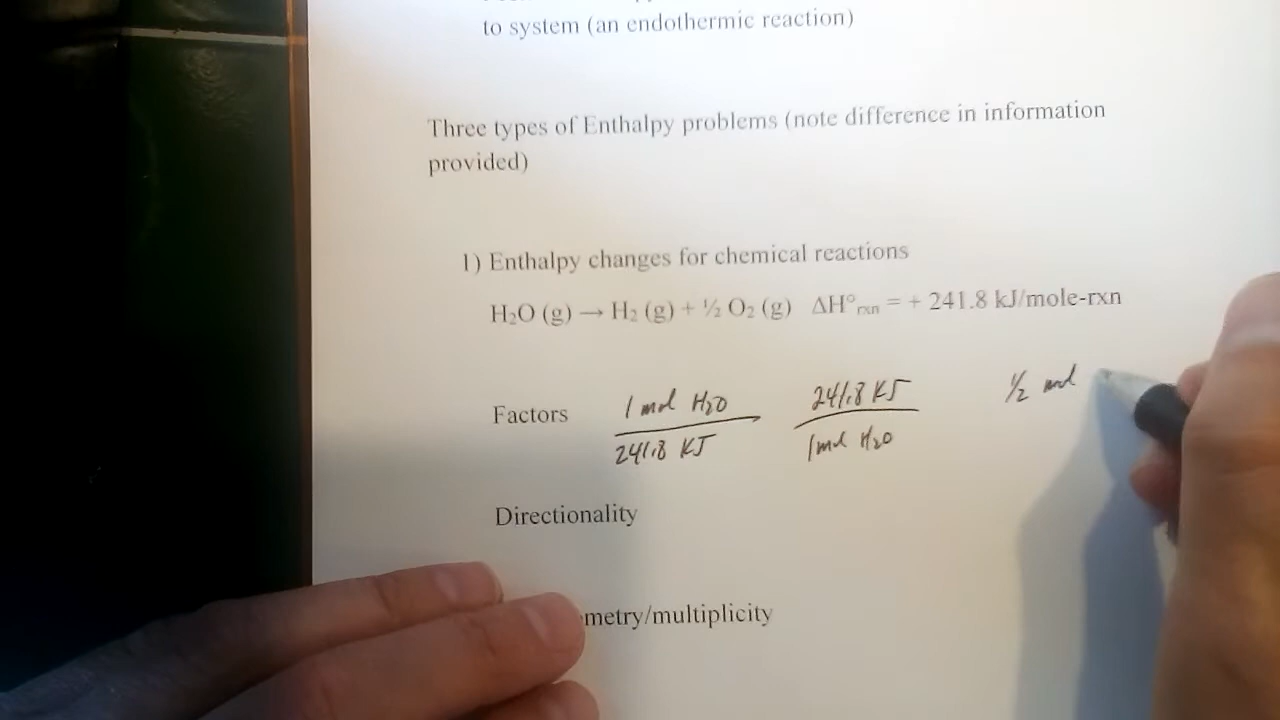 to system (an endothermic reaction)
Three types of Enthalpy problems (note difference in information
provided)
1) Enthalpy changes for chemical reactions
H₂O (g) → H₂ (g) + ½ O₂ (g) ΔH°rxn = + 241.8 kJ/mole-rxn
1 mol H₂O 241.8 KJ ½ mol
Factors
241.8 KJ 1 mol H₂O
Directionality
metry/multiplicity